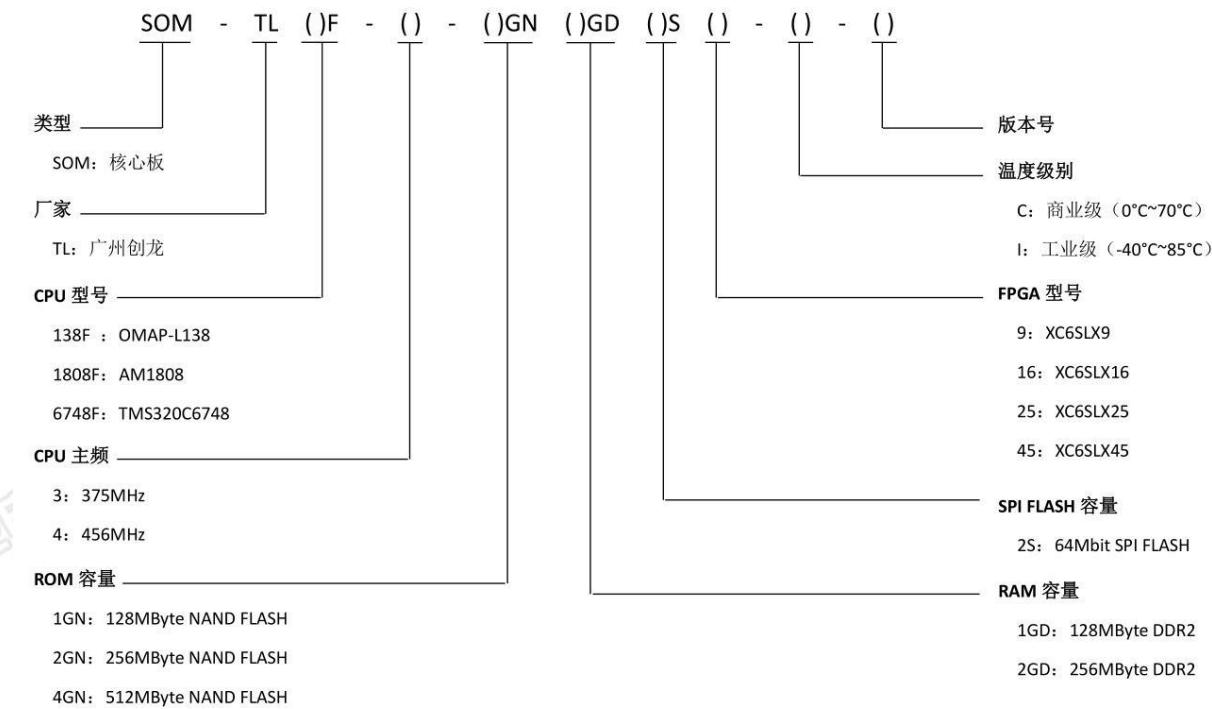 SOM - TL ( )F - ( ) - ( )GN ( )GD ( )S ( ) - ( ) - ( )
类型
SOM：核心板
厂家
TL：广州创龙
CPU 型号
138F ：OMAP-L138
1808F：AM1808
6748F：TMS320C6748
CPU 主频
3：375MHz
4：456MHz
ROM 容量
1GN：128MByte NAND FLASH
2GN：256MByte NAND FLASH
4GN：512MByte NAND FLASH
版本号
温度级别
C：商业级（0°C~70°C）
I：工业级（-40°C~85°C）
FPGA 型号
9：XC6SLX9
16：XC6SLX16
25：XC6SLX25
45：XC6SLX45
SPI FLASH 容量
2S：64Mbit SPI FLASH
RAM 容量
1GD：128MByte DDR2
2GD：256MByte DDR2